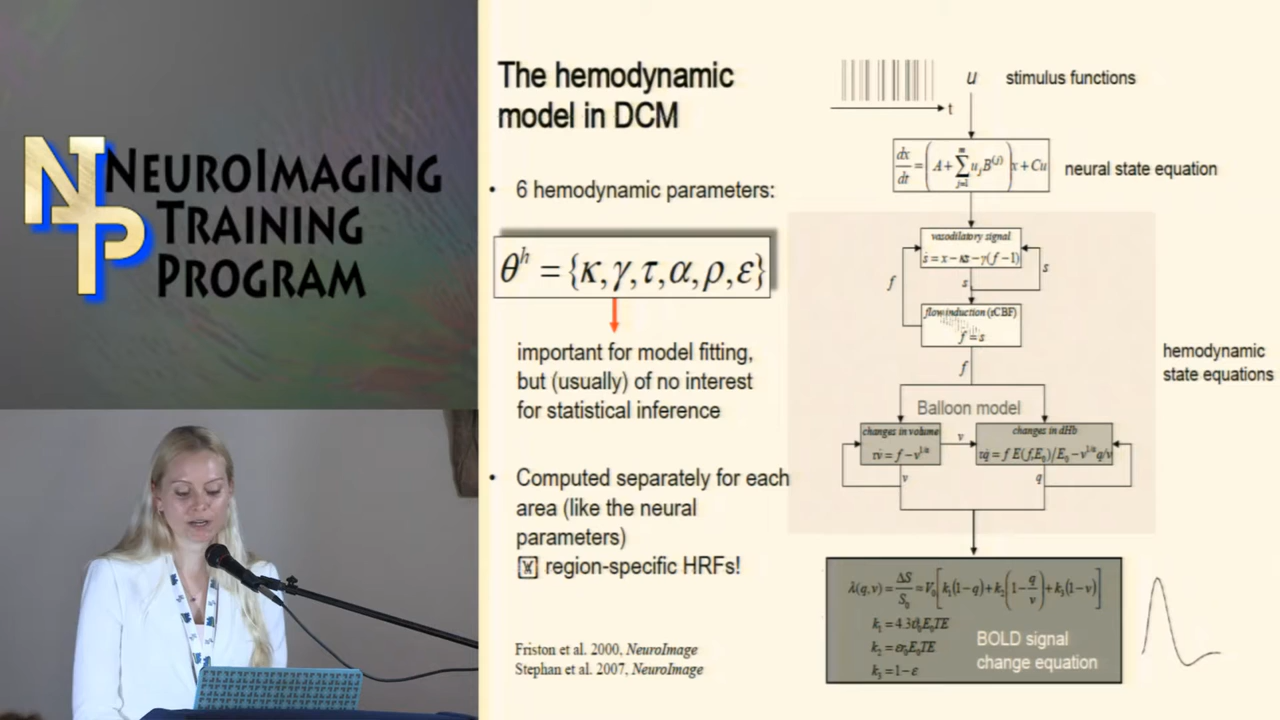 NEUROIMAGING
TRAINING
PROGRAM
NTP
The hemodynamic
model in DCM
• 6 hemodynamic parameters:
θʰ = {κ, γ, τ, α, ρ, ε}
important for model fitting,
but (usually) of no interest
for statistical inference
• Computed separately for each
area (like the neural
parameters)
region-specific HRFs!
Friston et al. 2000, NeuroImage
Stephan et al. 2007, NeuroImage
u stimulus functions
t
dx/dt = (A + Σ_{j=1}^{m} u_j B^{(j)}) x + Cu
neural state equation
vasodilatory signal
ṡ = x − κs − γ(f − 1)
f
s
s
flow induction (rCBF)
ḟ = s
f
hemodynamic
state equations
Balloon model
changes in volume
τv̇ = f − v^{1/α}
v
changes in dHb
τq̇ = f E(f,E₀)/E₀ − v^{1/α} q/v
v
q
λ(q,v) = ΔS/S₀ ≈ V₀[k₁(1−q) + k₂(1 − q/v) + k₃(1−v)]
k₁ = 4.3ϑ₀E₀TE
k₂ = εr₀E₀TE
k₃ = 1 − ε
BOLD signal
change equation